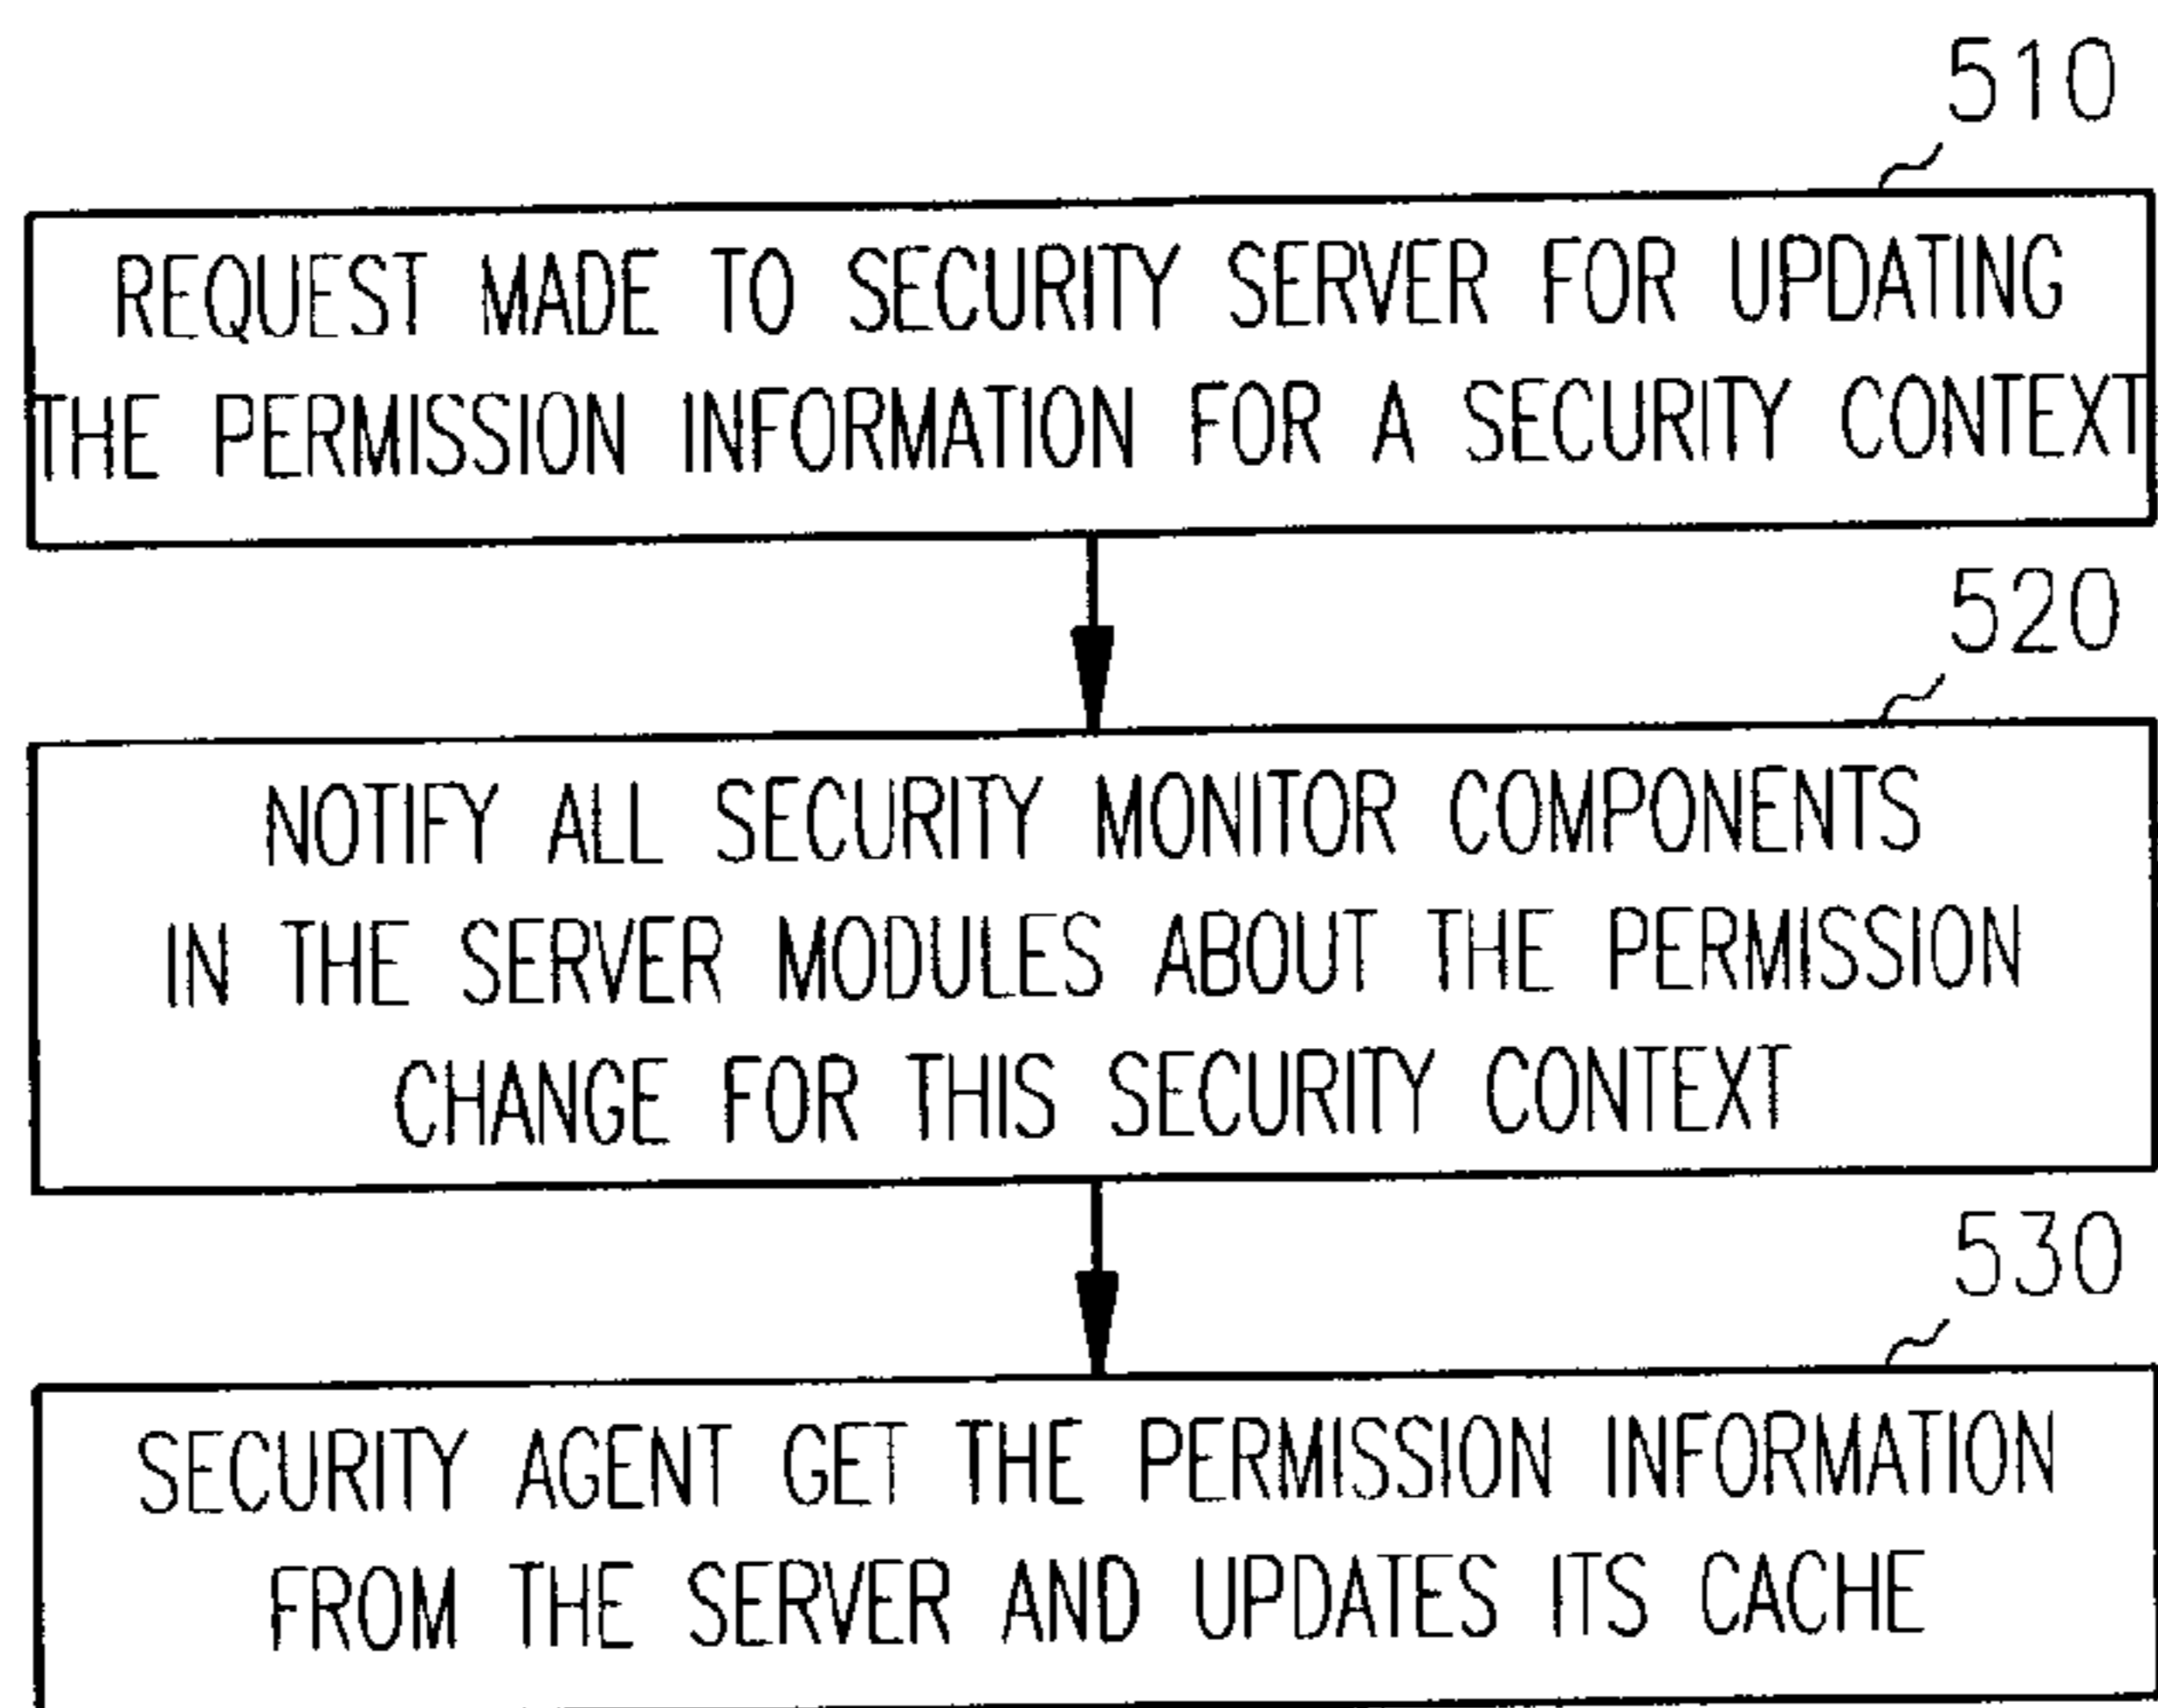 510
REQUEST MADE TO SECURITY SERVER FOR UPDATING
THE PERMISSION INFORMATION FOR A SECURITY CONTEXT
520
NOTIFY ALL SECURITY MONITOR COMPONENTS
IN THE SERVER MODULES ABOUT THE PERMISSION
CHANGE FOR THIS SECURITY CONTEXT
530
SECURITY AGENT GET THE PERMISSION INFORMATION
FROM THE SERVER AND UPDATES ITS CACHE